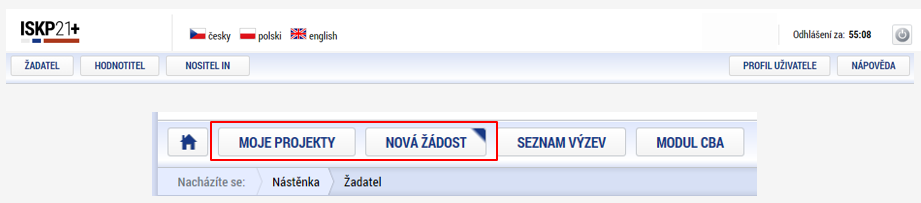 ISKP21+ česky polski english Odhlášení za: 55:08
ŽADATEL HODNOTITEL NOSITEL IN PROFIL UŽIVATELE NÁPOVĚDA
MOJE PROJEKTY NOVÁ ŽÁDOST SEZNAM VÝZEV MODUL CBA
Nacházíte se: Nástěnka Žadatel